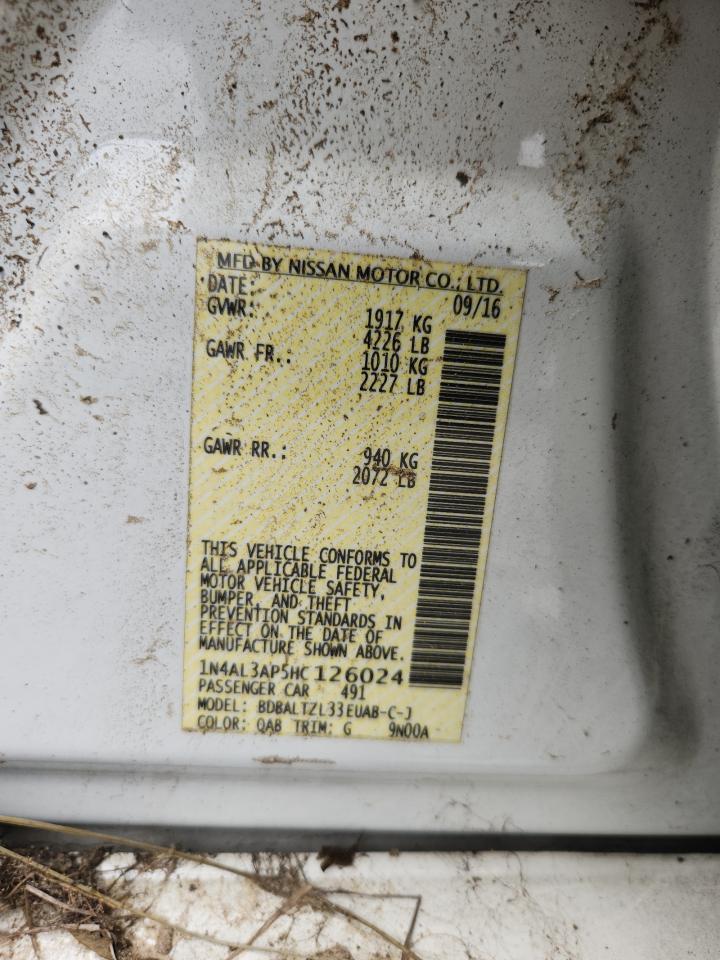 MFD BY NISSAN MOTOR CO., LTD.
DATE: 09/16
GVWR: 1917 KG
4226 LB
GAWR FR.: 1010 KG
2227 LB
GAWR RR.: 940 KG
2072 LB
THIS VEHICLE CONFORMS TO
ALL APPLICABLE FEDERAL
MOTOR VEHICLE SAFETY,
BUMPER, AND THEFT
PREVENTION STANDARDS IN
EFFECT ON THE DATE OF
MANUFACTURE SHOWN ABOVE.
1N4AL3AP5HC126024
PASSENGER CAR 491
MODEL: BDBALTZL33EUAB-C-J
COLOR: QAB TRIM: G 9N00A